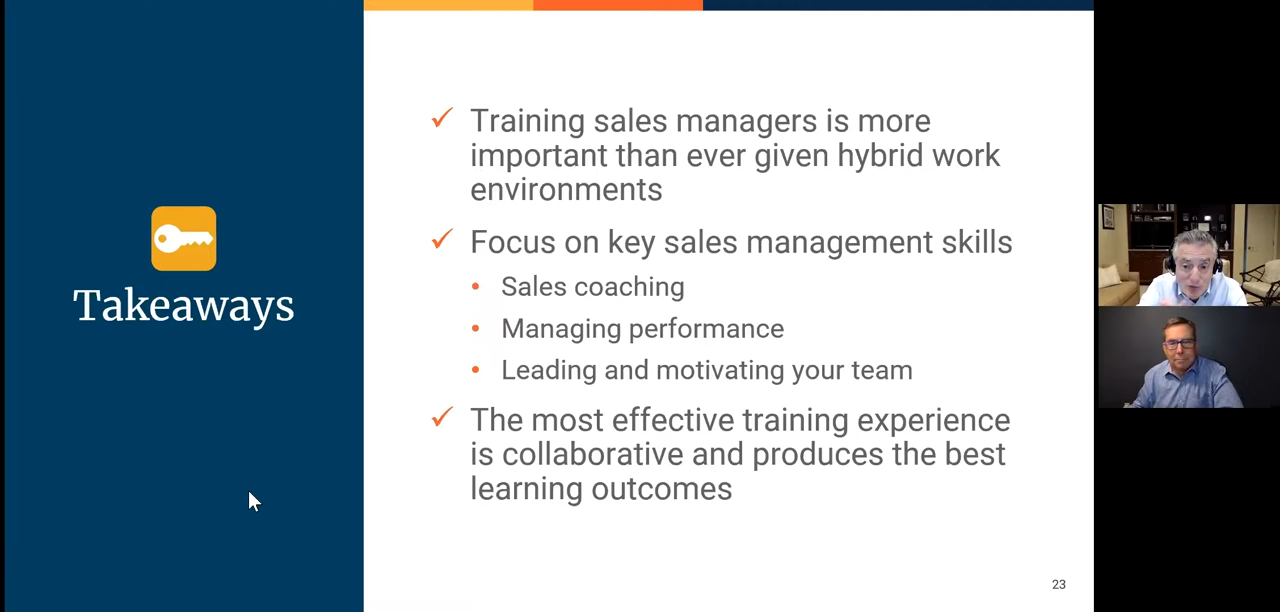 Takeaways
Training sales managers is more
important than ever given hybrid work
environments
Focus on key sales management skills
Sales coaching
Managing performance
Leading and motivating your team
The most effective training experience
is collaborative and produces the best
learning outcomes
23